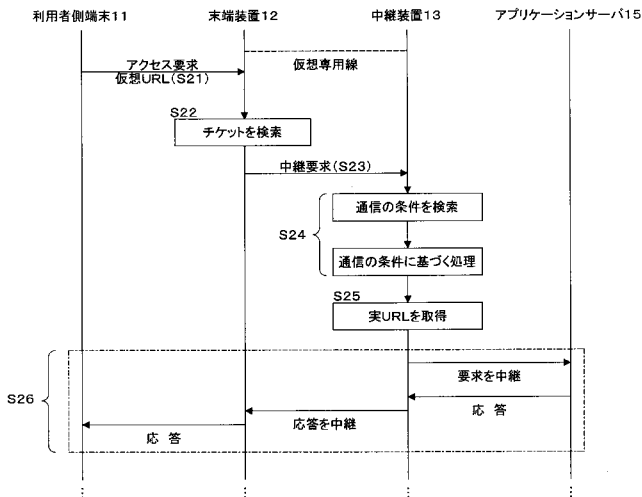 利用者側端末11
末端装置12
中継装置13
アプリケーションサーバ15
アクセス要求
仮想URL(S21)
仮想専用線
S22
チケットを検索
中継要求(S23)
通信の条件を検索
S24
通信の条件に基づく処理
S25
実URLを取得
要求を中継
S26
応答
応答を中継
応答